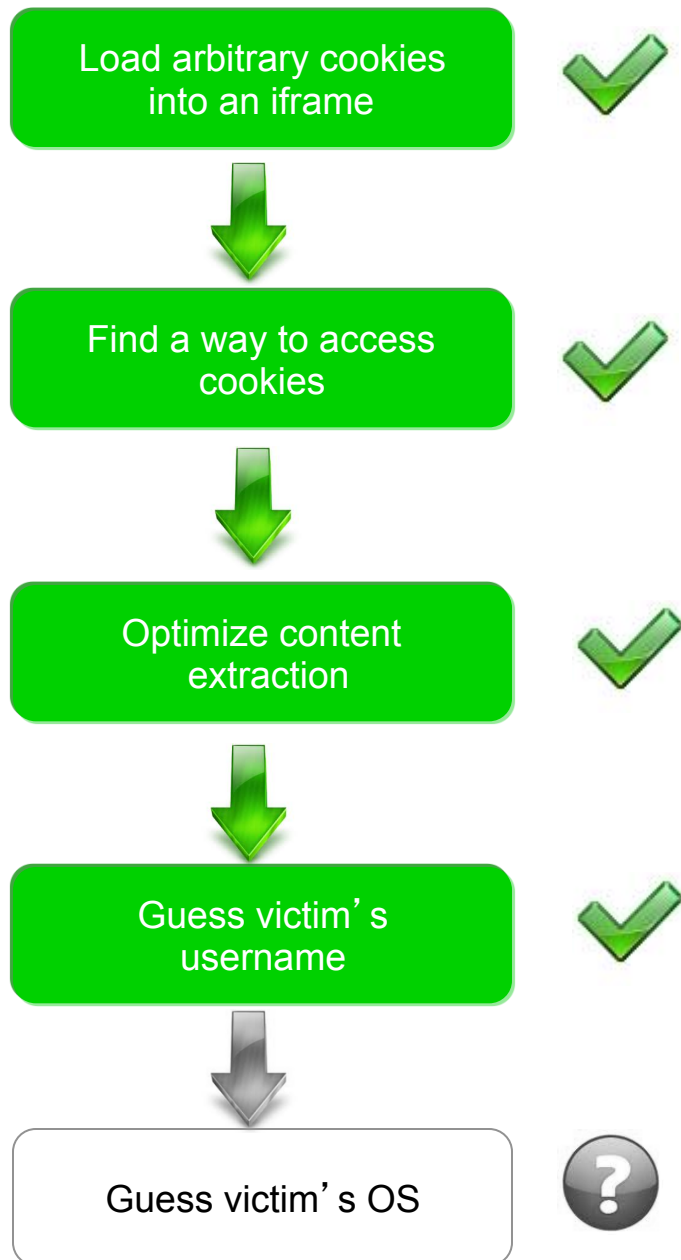 Load arbitrary cookies
into an iframe
Find a way to access
cookies
Optimize content
extraction
Guess victim’s
username
Guess victim’s OS
?